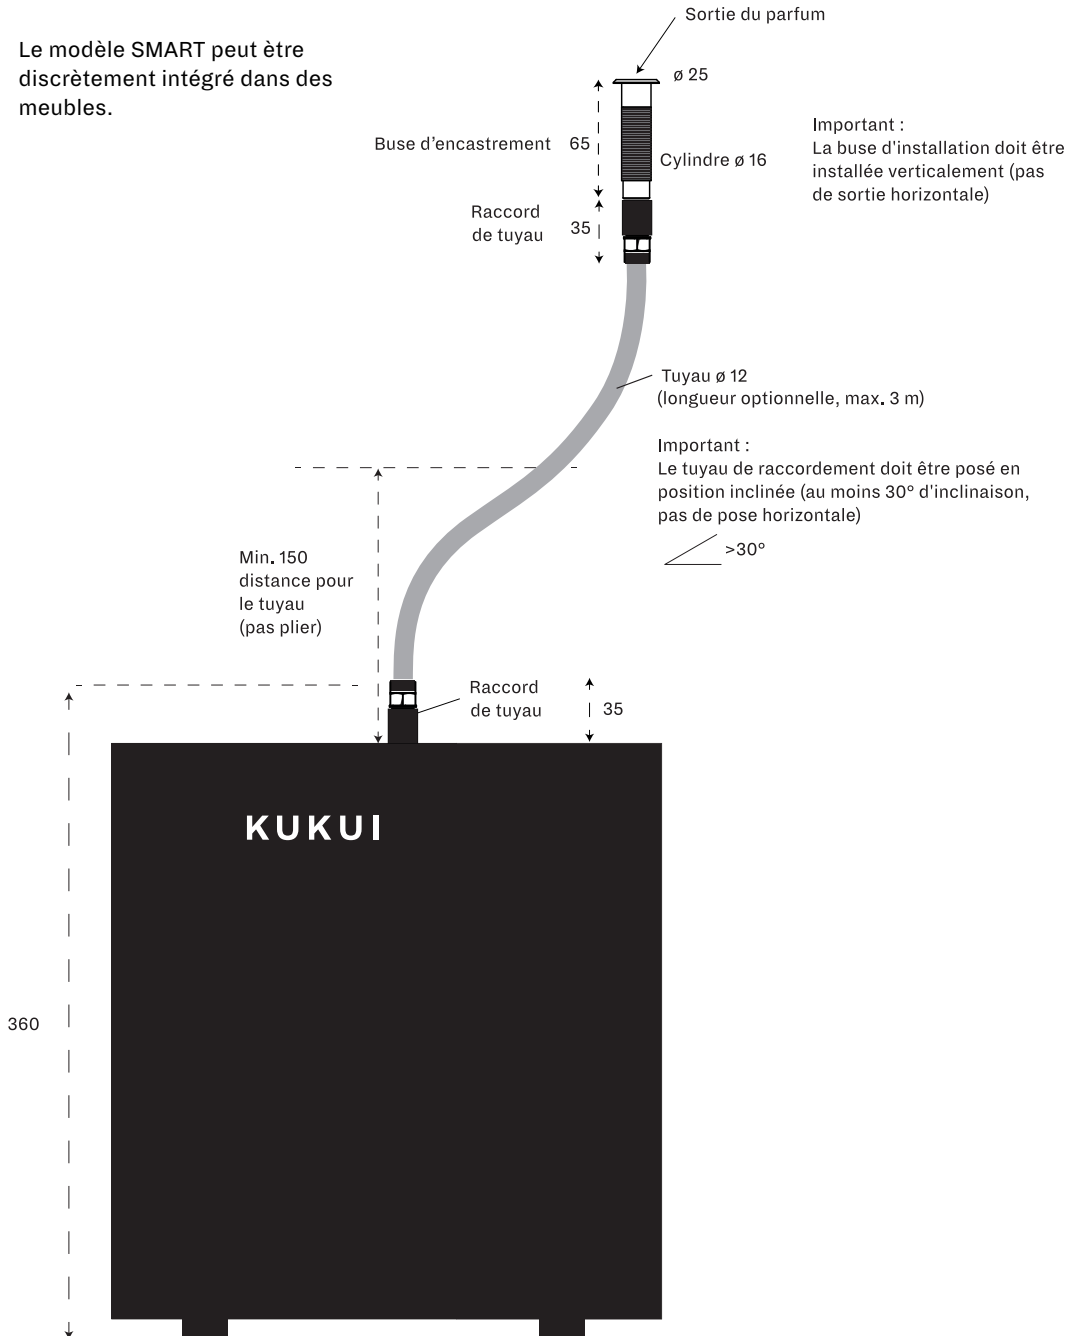 Sortie du parfum
Le modèle SMART peut ètre
discrètement intégré dans des
meubles.
ø 25
Buse d'encastrement
65
Cylindre ø 16
Important :
La buse d'installation doit être
installée verticalement (pas
de sortie horizontale)
Raccord
de tuyau
35
Tuyau ø 12
(longueur optionnelle, max. 3 m)
Important :
Le tuyau de raccordement doit être posé en
position inclinée (au moins 30° d'inclinaison,
pas de pose horizontale)
>30°
Min. 150
distance pour
le tuyau
(pas plier)
Raccord
de tuyau
35
KUKUI
360